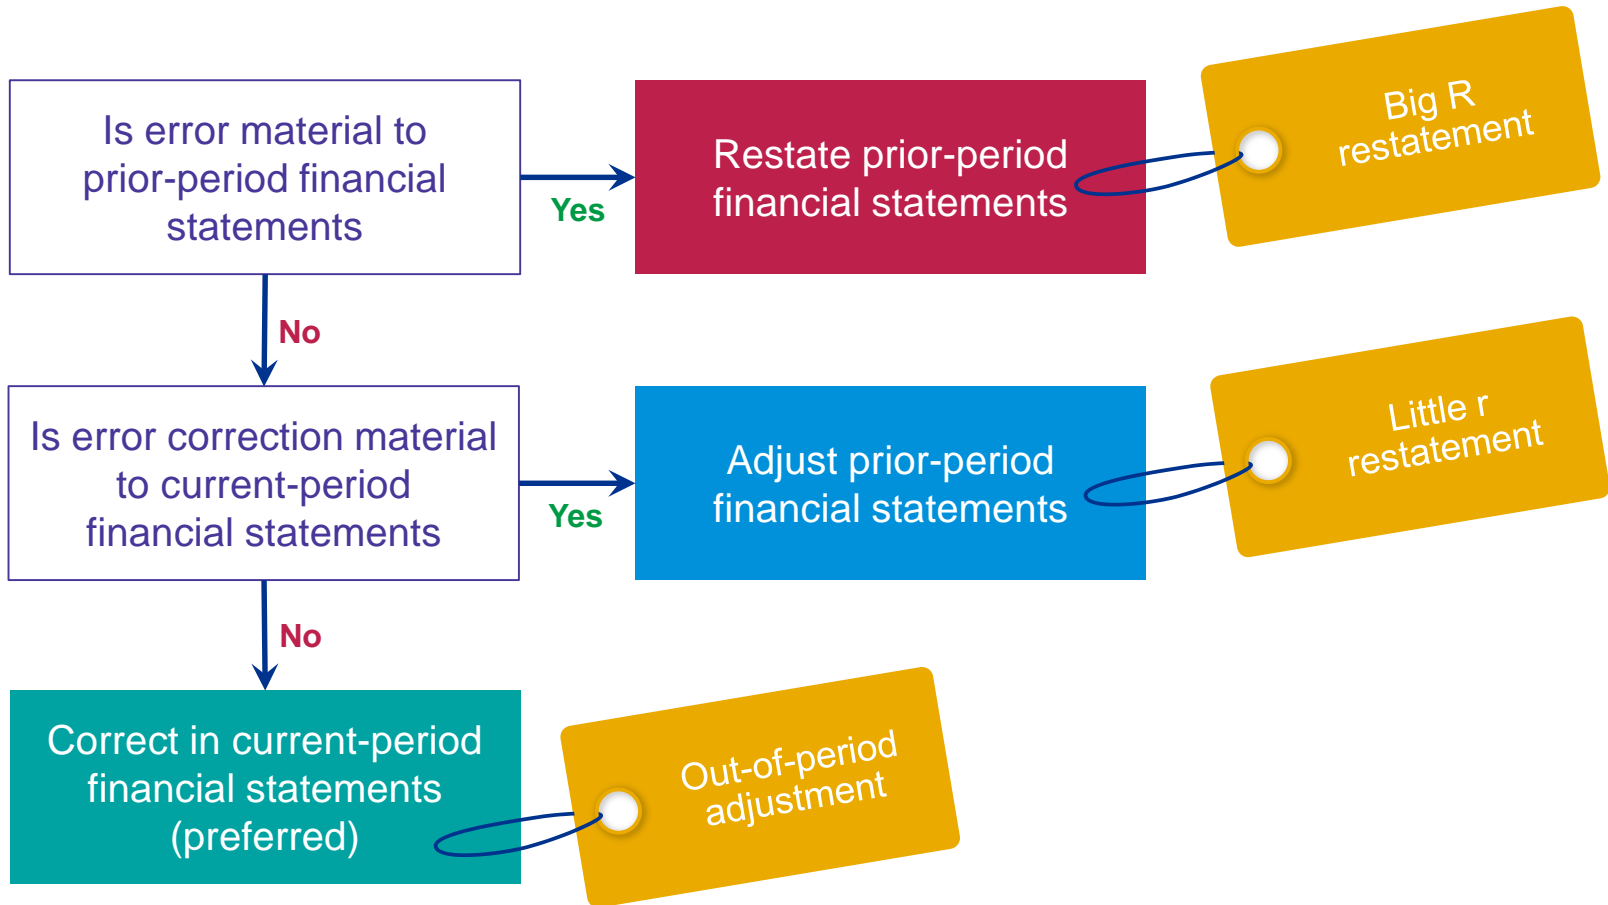 Is error material to
prior-period financial
statements
Yes
Restate prior-period
financial statements
Big R
restatement
No
Is error correction material
to current-period
financial statements
Yes
Adjust prior-period
financial statements
Little r
restatement
No
Correct in current-period
financial statements
(preferred)
Out-of-period
adjustment